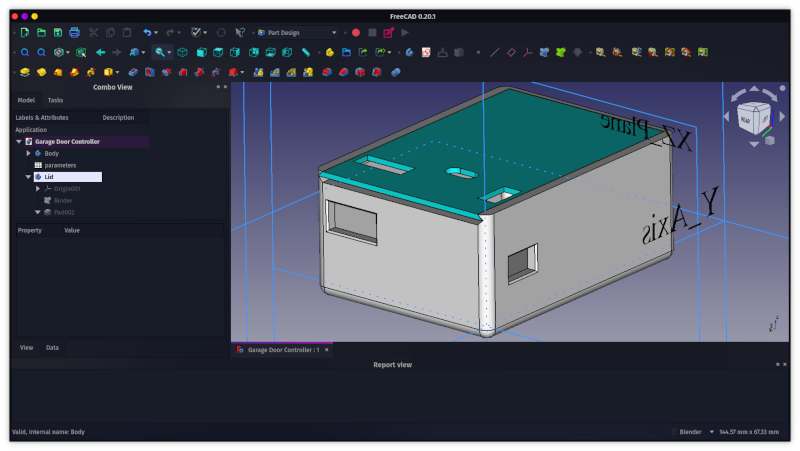 FreeCAD 0.20.1
Part Design
Combo View
Model Tasks
Labels & Attributes Description
Application
Garage Door Controller
Body
parameters
Lid
Origin001
Binder
Pad002
Property Value
View Data
XZ_Plane
Y_Axis
REAR
Garage Door Controller : 1
Report view
Valid, Internal name: Body
Blender 144.57 mm x 67.33 mm